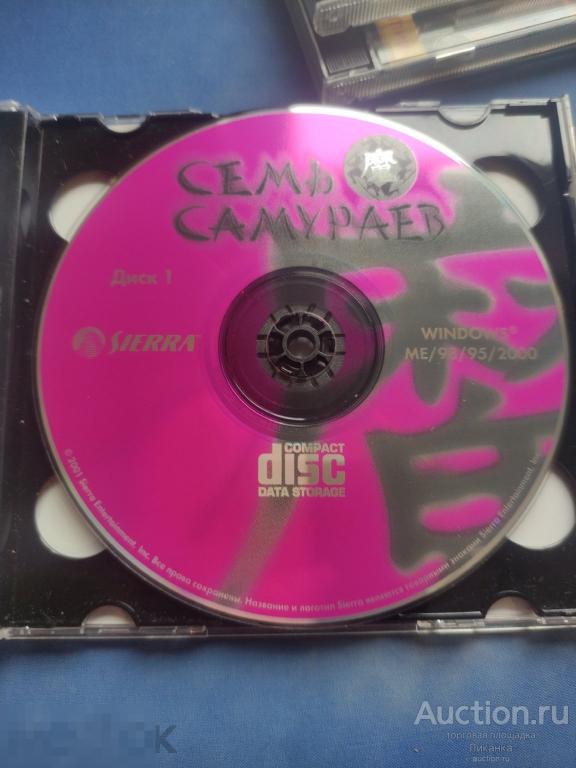 СЕМЬ
САМУРАЕВ
Диск 1
SIERRA
WINDOWS®
ME/98/95/2000
COMPACT
disc
DATA STORAGE
© 2001 Sierra Entertainment, Inc. Все права сохранены. Название и логотип Sierra являются товарными знаками Sierra Entertainment, Inc.
Auction.ru
торговая площадка
Пиканка
auction.ru